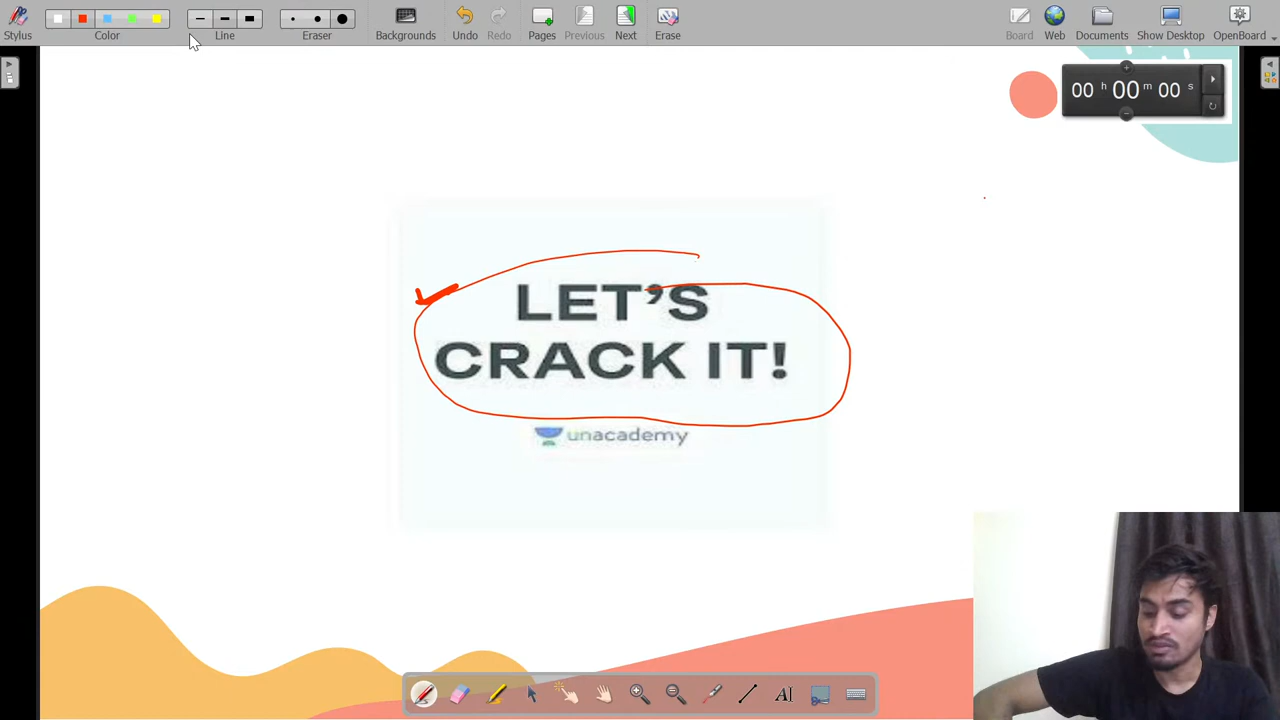 Stylus
Color
Line
Eraser
Backgrounds
Undo
Redo
Pages
Previous
Next
Erase
Board
Web
Documents
Show Desktop
OpenBoard
00 h 00 m 00 s
LET'S
CRACK IT!
unacademy
AI